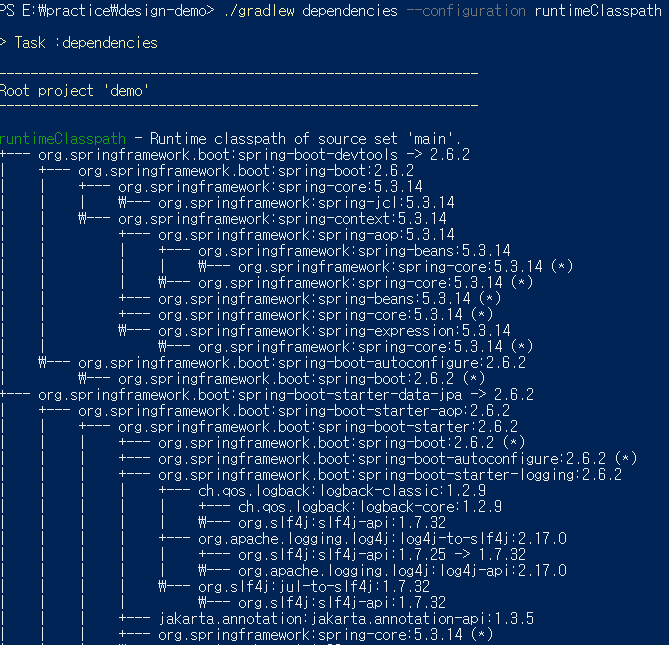 PS E:₩practice₩design-demo> ./gradlew dependencies --configuration runtimeClasspath
> Task :dependencies
------------------------------------------------------------
Root project 'demo'
------------------------------------------------------------
runtimeClasspath - Runtime classpath of source set 'main'.
+--- org.springframework.boot:spring-boot-devtools -> 2.6.2
|    +--- org.springframework.boot:spring-boot:2.6.2
|    |    +--- org.springframework:spring-core:5.3.14
|    |    |    ₩--- org.springframework:spring-jcl:5.3.14
|    |    ₩--- org.springframework:spring-context:5.3.14
|    |         +--- org.springframework:spring-aop:5.3.14
|    |         |    +--- org.springframework:spring-beans:5.3.14
|    |         |    |    ₩--- org.springframework:spring-core:5.3.14 (*)
|    |         |    ₩--- org.springframework:spring-core:5.3.14 (*)
|    |         +--- org.springframework:spring-beans:5.3.14 (*)
|    |         +--- org.springframework:spring-core:5.3.14 (*)
|    |         ₩--- org.springframework:spring-expression:5.3.14
|    |              ₩--- org.springframework:spring-core:5.3.14 (*)
|    ₩--- org.springframework.boot:spring-boot-autoconfigure:2.6.2
|         ₩--- org.springframework.boot:spring-boot:2.6.2 (*)
+--- org.springframework.boot:spring-boot-starter-data-jpa -> 2.6.2
|    +--- org.springframework.boot:spring-boot-starter-aop:2.6.2
|    |    +--- org.springframework.boot:spring-boot-starter:2.6.2
|    |    |    +--- org.springframework.boot:spring-boot:2.6.2 (*)
|    |    |    +--- org.springframework.boot:spring-boot-autoconfigure:2.6.2 (*)
|    |    |    +--- org.springframework.boot:spring-boot-starter-logging:2.6.2
|    |    |    |    +--- ch.qos.logback:logback-classic:1.2.9
|    |    |    |    |    +--- ch.qos.logback:logback-core:1.2.9
|    |    |    |    |    ₩--- org.slf4j:slf4j-api:1.7.32
|    |    |    |    +--- org.apache.logging.log4j:log4j-to-slf4j:2.17.0
|    |    |    |    |    +--- org.slf4j:slf4j-api:1.7.25 -> 1.7.32
|    |    |    |    |    ₩--- org.apache.logging.log4j:log4j-api:2.17.0
|    |    |    |    ₩--- org.slf4j:jul-to-slf4j:1.7.32
|    |    |    |         ₩--- org.slf4j:slf4j-api:1.7.32
|    |    |    +--- jakarta.annotation:jakarta.annotation-api:1.3.5
|    |    |    +--- org.springframework:spring-core:5.3.14 (*)